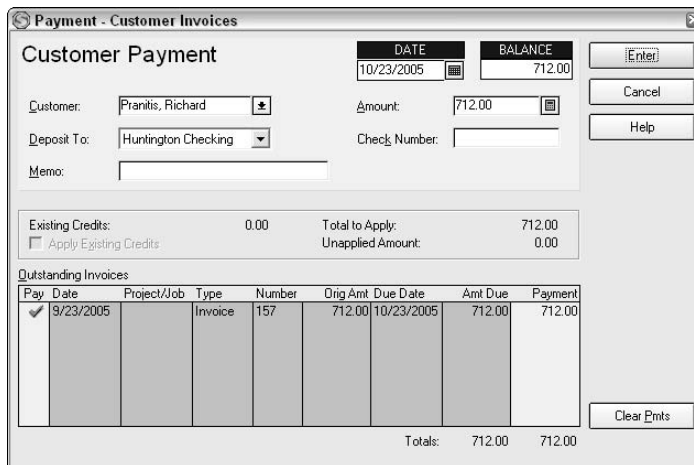 Payment - Customer Invoices
Customer Payment
DATE
10/23/2005
BALANCE
712.00
Enter
Cancel
Help
Customer: Pranitis, Richard
Amount: 712.00
Deposit To: Huntington Checking
Check Number:
Memo:
Existing Credits: 0.00 Total to Apply: 712.00
Apply Existing Credits Unapplied Amount: 0.00
Outstanding Invoices
Pay Date Project/Job Type Number Orig Amt Due Date Amt Due Payment
9/23/2005 Invoice 157 712.00 10/23/2005 712.00 712.00
Clear Pmts
Totals: 712.00 712.00